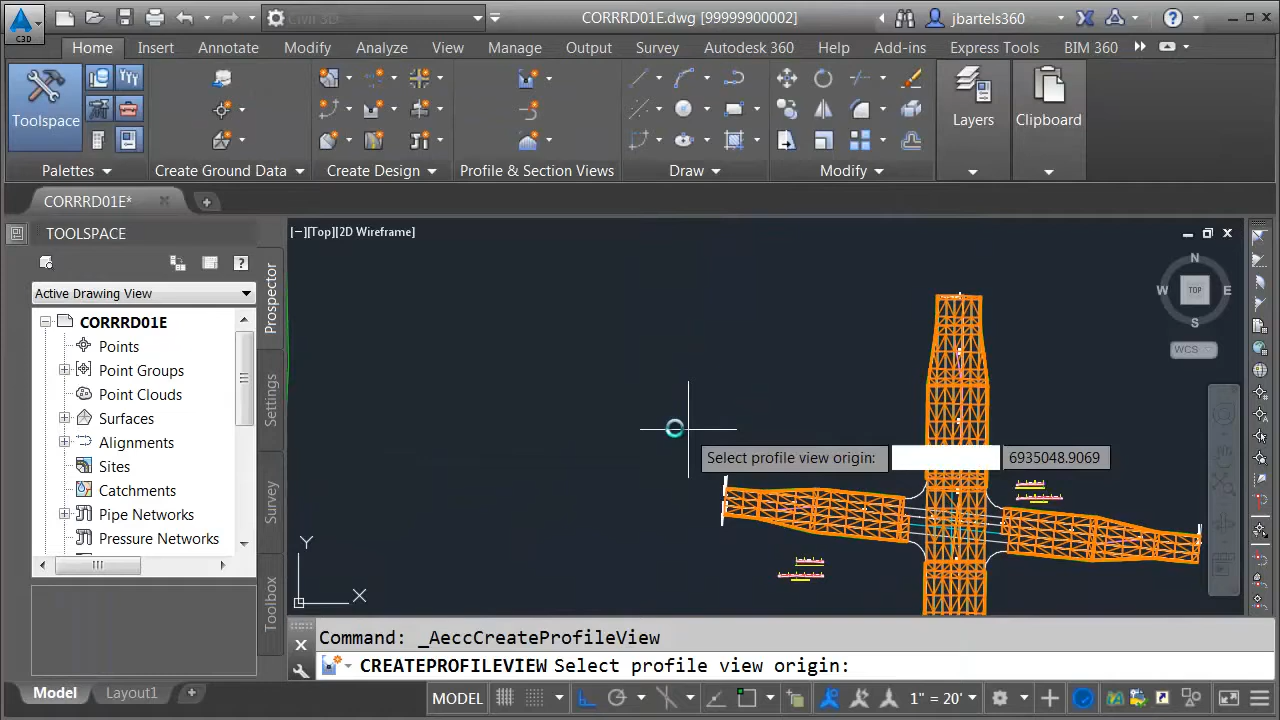 C3D
Civil 3D
CORRRD01E.dwg [99999900002]
jbartels360
Home Insert Annotate Modify Analyze View Manage Output Survey Autodesk 360 Help Add-ins Express Tools BIM 360
Toolspace
Layers
Clipboard
Palettes
Create Ground Data
Create Design
Profile & Section Views
Draw
Modify
CORRRD01E*
TOOLSPACE
[−][Top][2D Wireframe]
Active Drawing View
CORRRD01E
Points
Point Groups
Point Clouds
Surfaces
Alignments
Sites
Catchments
Pipe Networks
Pressure Networks
Prospector
Settings
Survey
Toolbox
N
W TOP E
S
WCS
Select profile view origin: 6935048.9069
Y
X
Command: _AeccCreateProfileView
CREATEPROFILEVIEW Select profile view origin:
Model Layout1
MODEL
1" = 20'